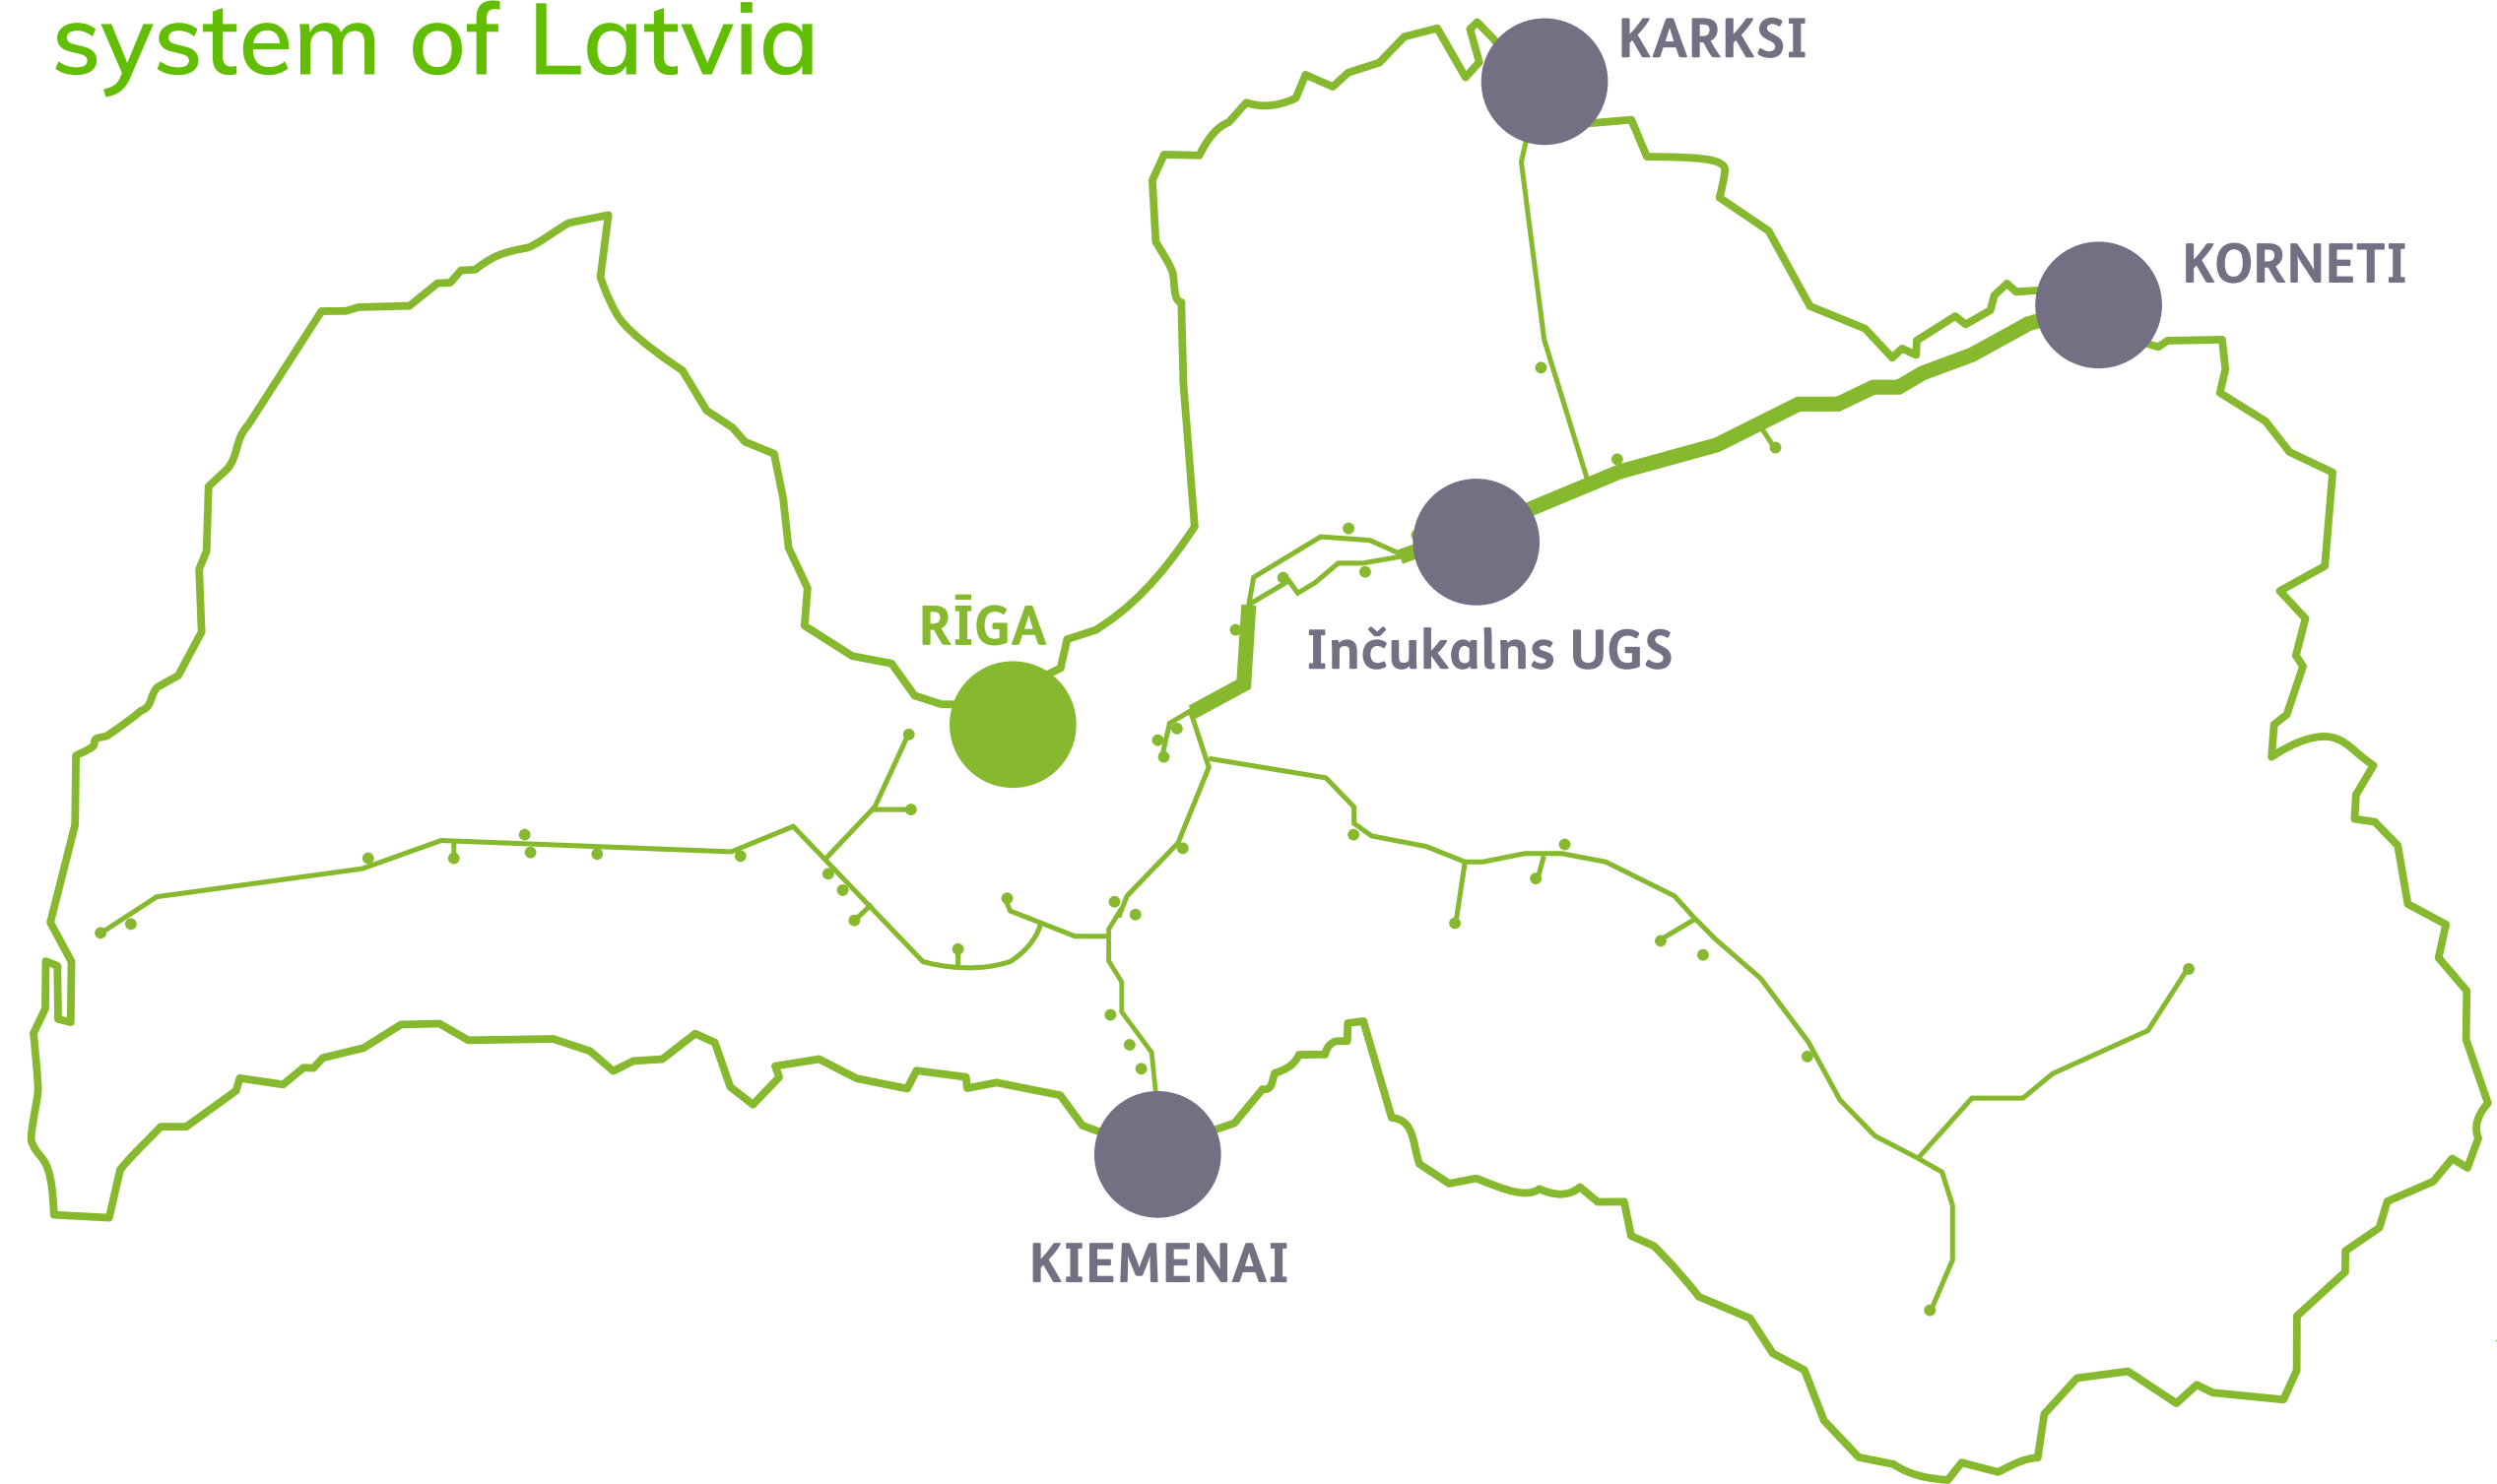 system of Latvia
KARKSI
KORNETI
RĪGA
Inčukalns UGS
KIEMENAI